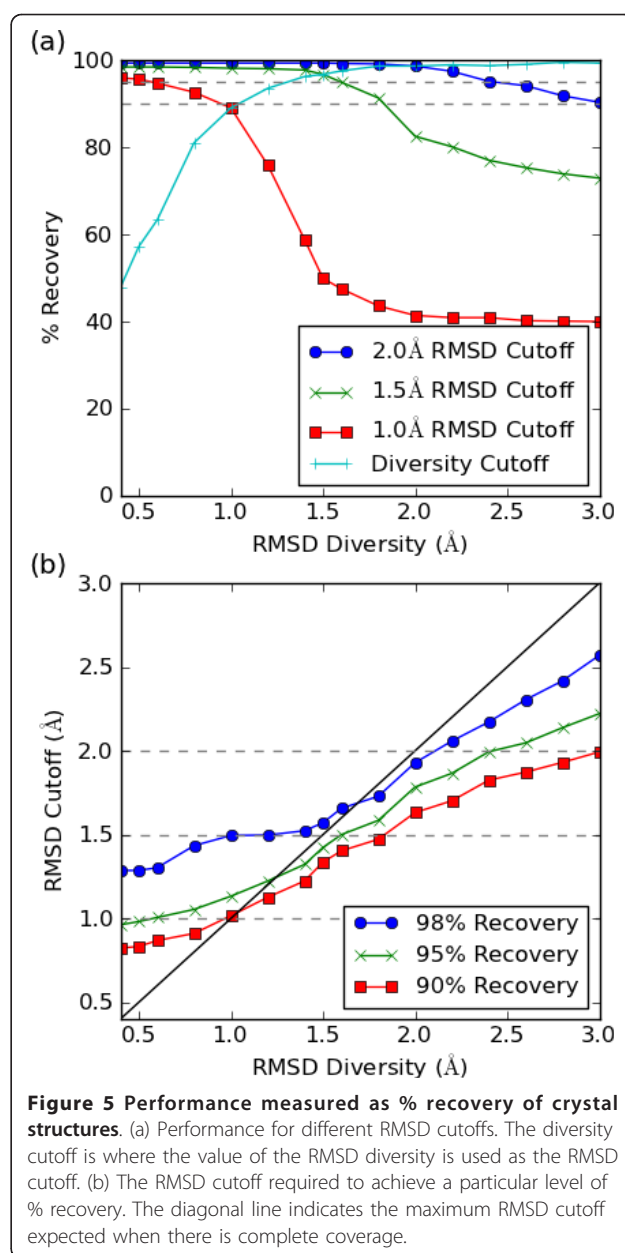 (a)
100
80
60
40
20
0
% Recovery
2.0Å RMSD Cutoff
1.5Å RMSD Cutoff
1.0Å RMSD Cutoff
Diversity Cutoff
0.5 1.0 1.5 2.0 2.5 3.0
RMSD Diversity (Å)
(b)
3.0
2.5
2.0
1.5
1.0
0.5
RMSD Cutoff (Å)
98% Recovery
95% Recovery
90% Recovery
0.5 1.0 1.5 2.0 2.5 3.0
RMSD Diversity (Å)
Figure 5 Performance measured as % recovery of crystal
structures. (a) Performance for different RMSD cutoffs. The diversity
cutoff is where the value of the RMSD diversity is used as the RMSD
cutoff. (b) The RMSD cutoff required to achieve a particular level of
% recovery. The diagonal line indicates the maximum RMSD cutoff
expected when there is complete coverage.